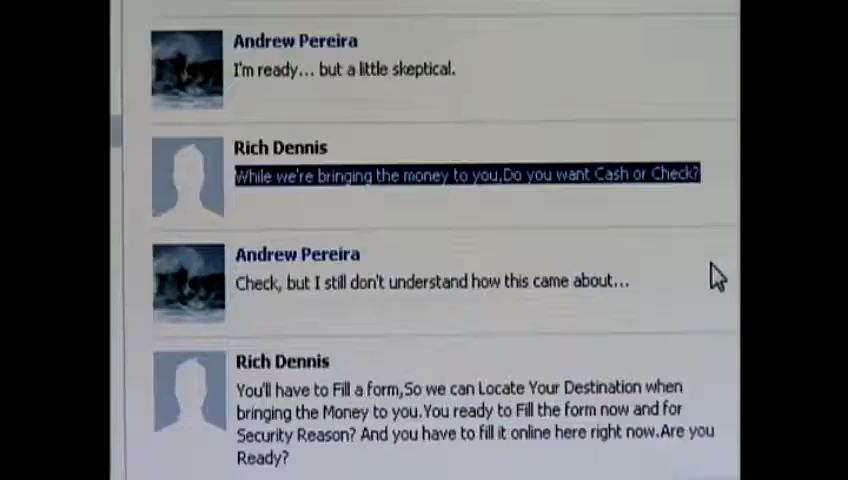 Andrew Pereira
I'm ready... but a little skeptical.
Rich Dennis
While we're bringing the money to you,Do you want Cash or Check?
Andrew Pereira
Check, but I still don't understand how this came about...
Rich Dennis
You'll have to Fill a form,So we can Locate Your Destination when
bringing the Money to you.You ready to Fill the form now and for
Security Reason? And you have to fill it online here right now.Are you
Ready?